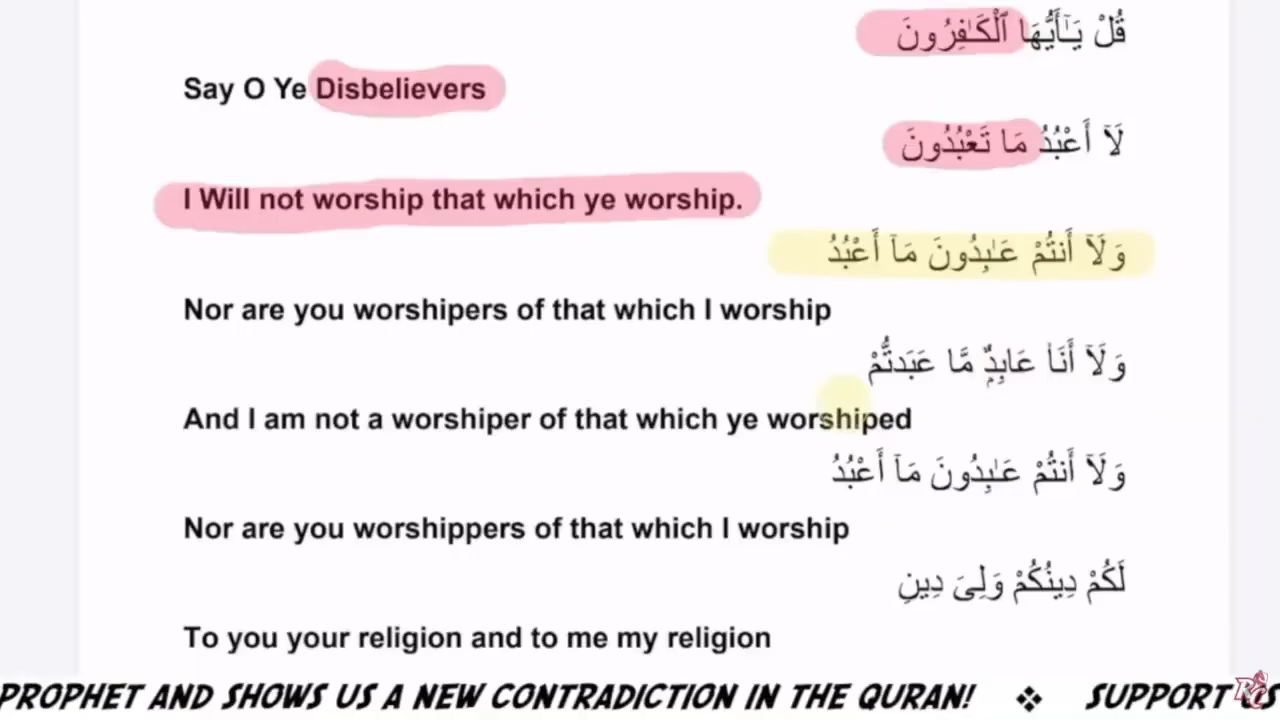 قُلْ يَـٰٓأَيُّهَا ٱلْكَـٰفِرُونَ
Say O Ye Disbelievers
لَآ أَعْبُدُ مَا تَعْبُدُونَ
I Will not worship that which ye worship.
وَلَآ أَنتُمْ عَـٰبِدُونَ مَآ أَعْبُدُ
Nor are you worshipers of that which I worship
وَلَآ أَنَا۠ عَابِدٌۭ مَّا عَبَدتُّمْ
And I am not a worshiper of that which ye worshiped
وَلَآ أَنتُمْ عَـٰبِدُونَ مَآ أَعْبُدُ
Nor are you worshippers of that which I worship
لَكُمْ دِينُكُمْ وَلِىَ دِينِ
To you your religion and to me my religion
PROPHET AND SHOWS US A NEW CONTRADICTION IN THE QURAN! ❖ SUPPORT US